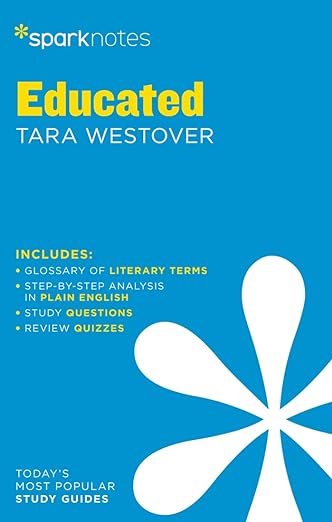 *sparknotes
Educated
TARA WESTOVER
INCLUDES:
• GLOSSARY OF LITERARY TERMS
• STEP-BY-STEP ANALYSIS
IN PLAIN ENGLISH
• STUDY QUESTIONS
• REVIEW QUIZZES
TODAY'S
MOST POPULAR
STUDY GUIDES